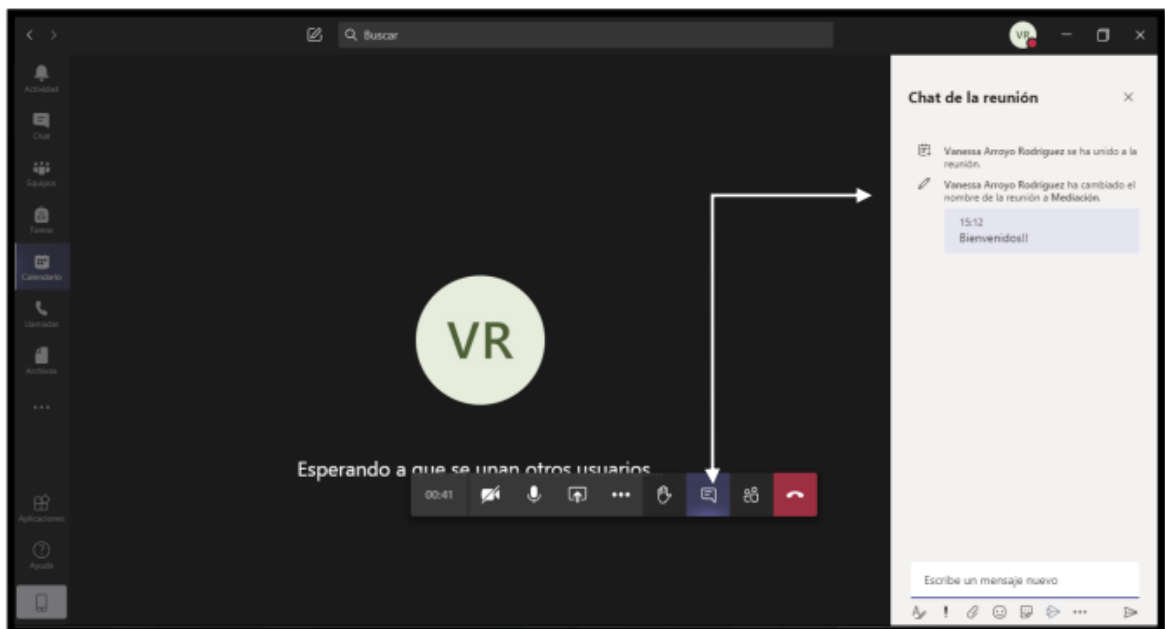 Buscar
VR
Actividad
Chat
Equipos
Tareas
Calendario
Llamadas
Archivos
Aplicaciones
Ayuda
VR
Esperando a que se unan otros usuarios
00:41
Chat de la reunión
Vanessa Arroyo Rodriguez se ha unido a la
reunión.
Vanessa Arroyo Rodriguez ha cambiado el
nombre de la reunión a Mediación.
15:12
Bienvenidos!!
Escribe un mensaje nuevo